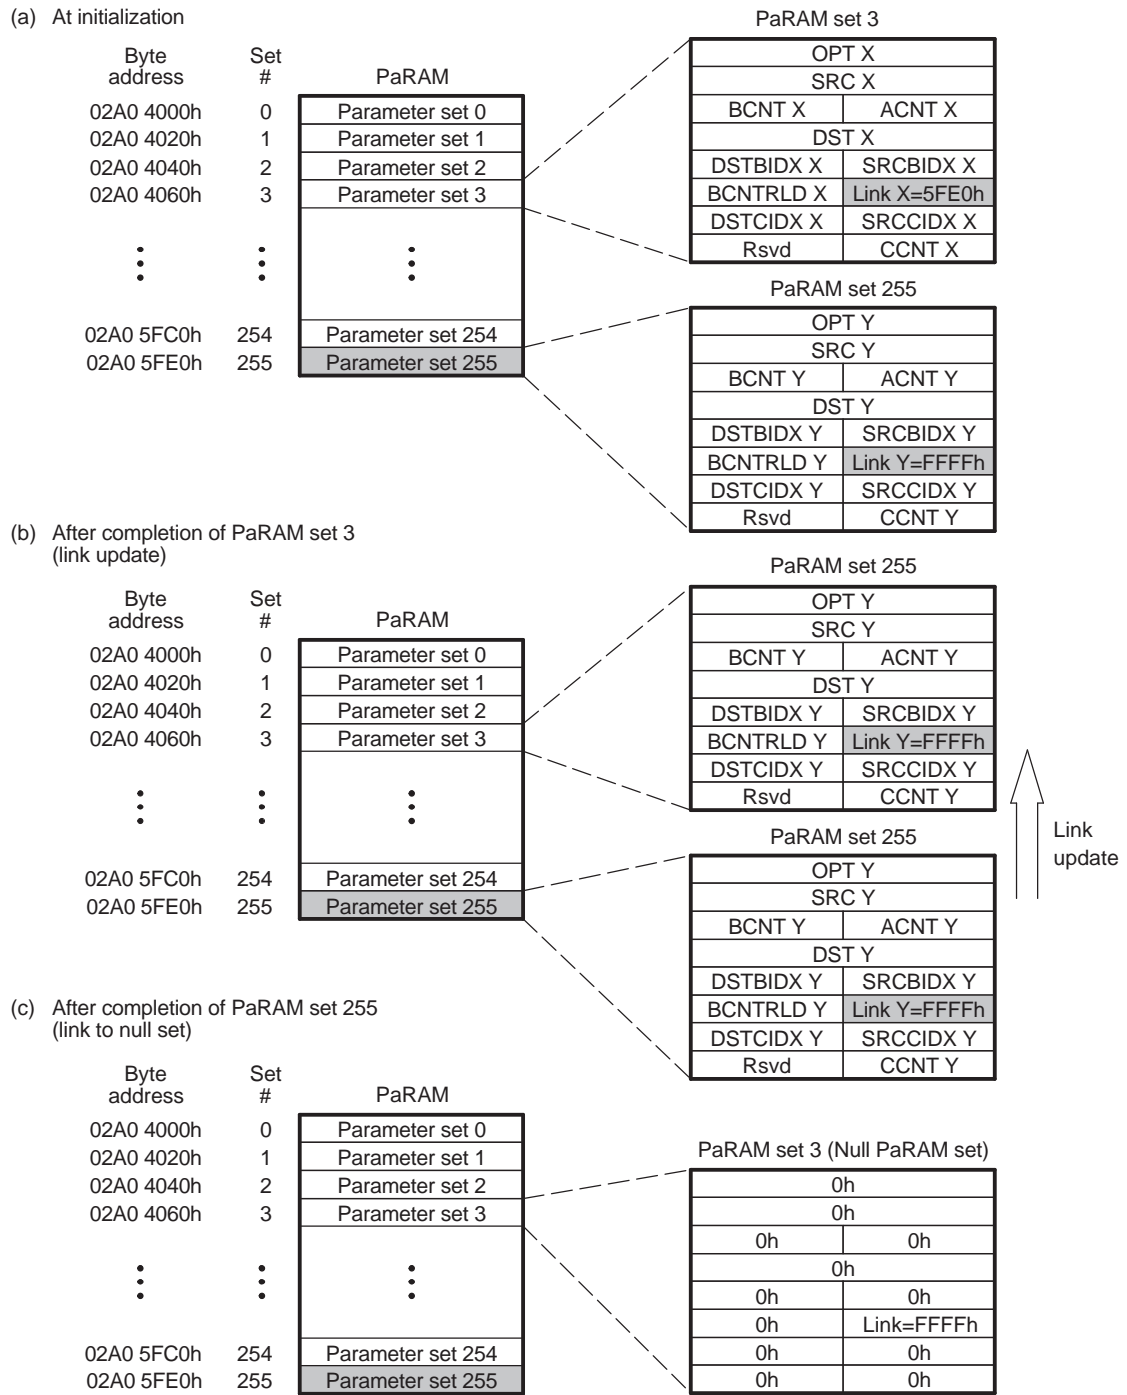 (a) At initialization
Byte address Set # PaRAM
02A0 4000h 0 Parameter set 0
02A0 4020h 1 Parameter set 1
02A0 4040h 2 Parameter set 2
02A0 4060h 3 Parameter set 3
02A0 5FC0h 254 Parameter set 254
02A0 5FE0h 255 Parameter set 255
PaRAM set 3
OPT X
SRC X
BCNT X ACNT X
DST X
DSTBIDX X SRCBIDX X
BCNTRLD X Link X=5FE0h
DSTCIDX X SRCCIDX X
Rsvd CCNT X
PaRAM set 255
OPT Y
SRC Y
BCNT Y ACNT Y
DST Y
DSTBIDX Y SRCBIDX Y
BCNTRLD Y Link Y=FFFFh
DSTCIDX Y SRCCIDX Y
Rsvd CCNT Y
(b) After completion of PaRAM set 3
(link update)
Byte address Set # PaRAM
02A0 4000h 0 Parameter set 0
02A0 4020h 1 Parameter set 1
02A0 4040h 2 Parameter set 2
02A0 4060h 3 Parameter set 3
02A0 5FC0h 254 Parameter set 254
02A0 5FE0h 255 Parameter set 255
PaRAM set 255
OPT Y
SRC Y
BCNT Y ACNT Y
DST Y
DSTBIDX Y SRCBIDX Y
BCNTRLD Y Link Y=FFFFh
DSTCIDX Y SRCCIDX Y
Rsvd CCNT Y
Link
update
PaRAM set 255
OPT Y
SRC Y
BCNT Y ACNT Y
DST Y
DSTBIDX Y SRCBIDX Y
BCNTRLD Y Link Y=FFFFh
DSTCIDX Y SRCCIDX Y
Rsvd CCNT Y
(c) After completion of PaRAM set 255
(link to null set)
Byte address Set # PaRAM
02A0 4000h 0 Parameter set 0
02A0 4020h 1 Parameter set 1
02A0 4040h 2 Parameter set 2
02A0 4060h 3 Parameter set 3
02A0 5FC0h 254 Parameter set 254
02A0 5FE0h 255 Parameter set 255
PaRAM set 3 (Null PaRAM set)
0h
0h
0h 0h
0h
0h 0h
0h Link=FFFFh
0h 0h
0h 0h